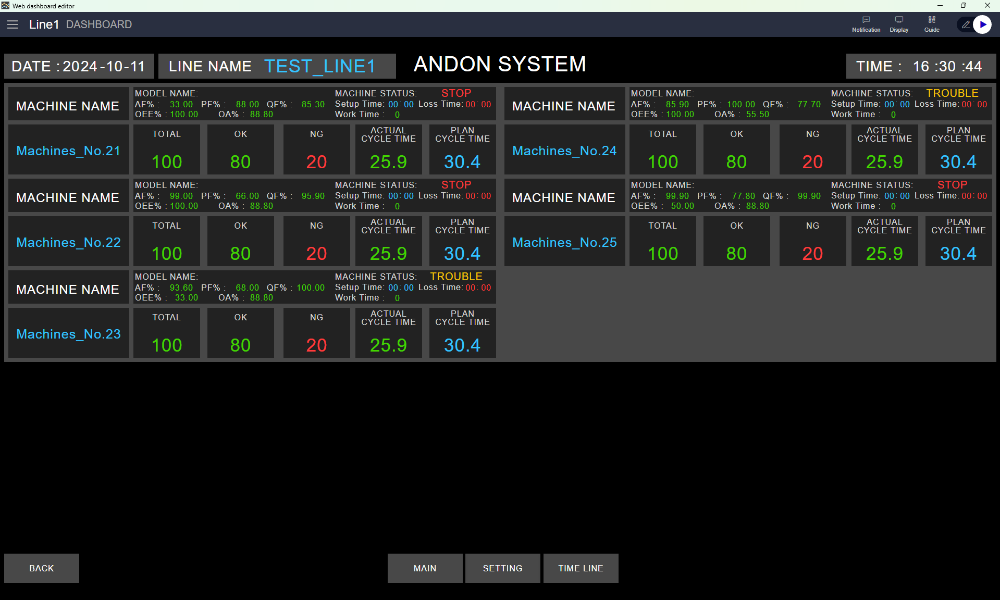 Web dashboard editor
Line1 DASHBOARD
Notification Display Guide
DATE :2024-10-11
LINE NAME TEST_LINE1
ANDON SYSTEM
TIME : 16 :30 :44
MACHINE NAME
MODEL NAME:
AF% : 33.00 PF% : 88.00 QF% : 85.30
OEE% : 100.00 OA% : 88.80
MACHINE STATUS: STOP
Setup Time: 00: 00 Loss Time: 00: 00
Work Time : 0
Machines_No.21
TOTAL
100
OK
80
NG
20
ACTUAL
CYCLE TIME
25.9
PLAN
CYCLE TIME
30.4
MACHINE NAME
MODEL NAME:
AF% : 99.00 PF% : 66.00 QF% : 95.90
OEE% : 100.00 OA% : 88.80
MACHINE STATUS: STOP
Setup Time: 00: 00 Loss Time: 00: 00
Work Time : 0
Machines_No.22
TOTAL
100
OK
80
NG
20
ACTUAL
CYCLE TIME
25.9
PLAN
CYCLE TIME
30.4
MACHINE NAME
MODEL NAME:
AF% : 93.60 PF% : 68.00 QF% : 100.00
OEE% : 33.00 OA% : 88.80
MACHINE STATUS: TROUBLE
Setup Time: 00: 00 Loss Time: 00: 00
Work Time : 0
Machines_No.23
TOTAL
100
OK
80
NG
20
ACTUAL
CYCLE TIME
25.9
PLAN
CYCLE TIME
30.4
MACHINE NAME
MODEL NAME:
AF% : 85.90 PF% : 100.00 QF% : 77.70
OEE% : 100.00 OA% : 55.50
MACHINE STATUS: TROUBLE
Setup Time: 00: 00 Loss Time: 00: 00
Work Time : 0
Machines_No.24
TOTAL
100
OK
80
NG
20
ACTUAL
CYCLE TIME
25.9
PLAN
CYCLE TIME
30.4
MACHINE NAME
MODEL NAME:
AF% : 99.90 PF% : 77.80 QF% : 99.90
OEE% : 50.00 OA% : 88.80
MACHINE STATUS: STOP
Setup Time: 00: 00 Loss Time: 00: 00
Work Time : 0
Machines_No.25
TOTAL
100
OK
80
NG
20
ACTUAL
CYCLE TIME
25.9
PLAN
CYCLE TIME
30.4
BACK
MAIN
SETTING
TIME LINE